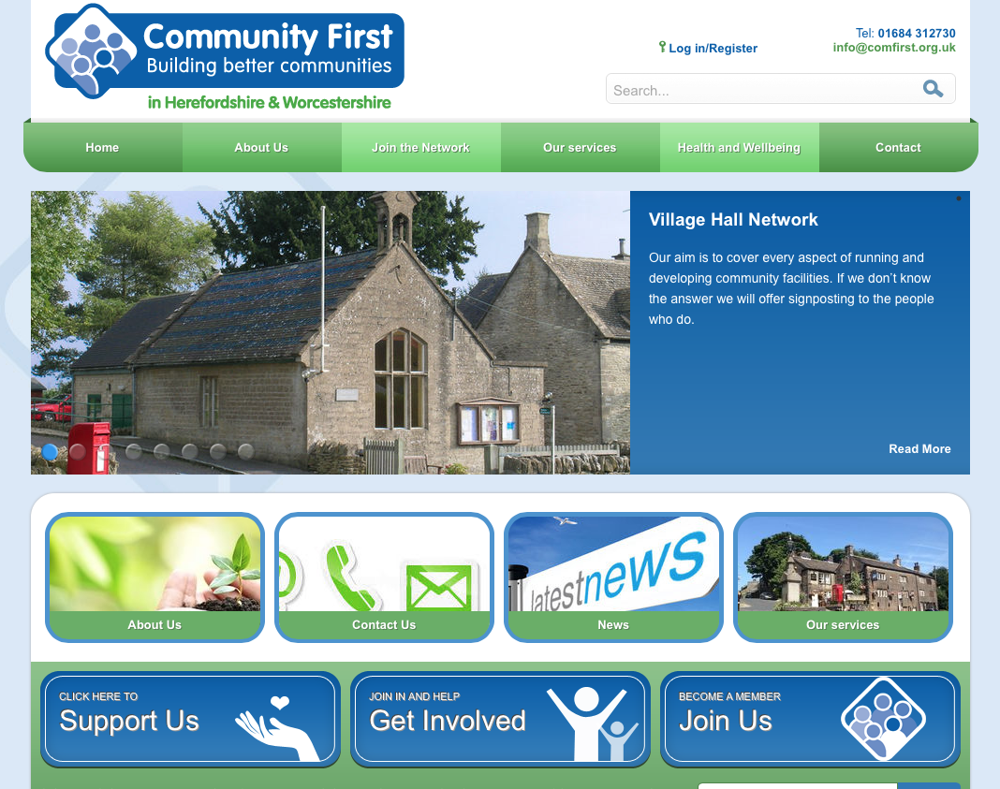 Community First
Building better communities
in Herefordshire & Worcestershire
Log in/Register
Tel: 01684 312730
info@comfirst.org.uk
Search...
Home
About Us
Join the Network
Our services
Health and Wellbeing
Contact
Village Hall Network
Our aim is to cover every aspect of running and
developing community facilities. If we don't know
the answer we will offer signposting to the people
who do.
Read More
latestnews
About Us
Contact Us
News
Our services
CLICK HERE TO
Support Us
JOIN IN AND HELP
Get Involved
BECOME A MEMBER
Join Us